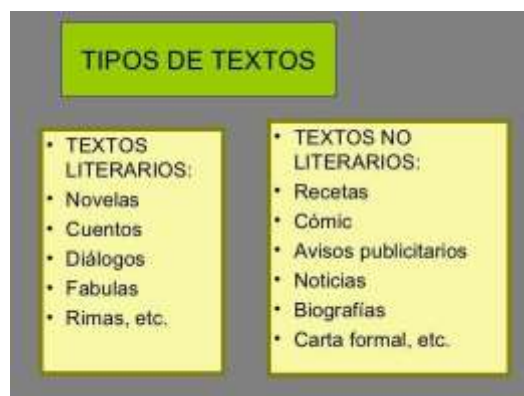 TIPOS DE TEXTOS
• TEXTOS
LITERARIOS:
• Novelas
• Cuentos
• Diálogos
• Fabulas
• Rimas, etc.
• TEXTOS NO
LITERARIOS:
• Recetas
• Cómic
• Avisos publicitarios
• Noticias
• Biografías
• Carta formal, etc.